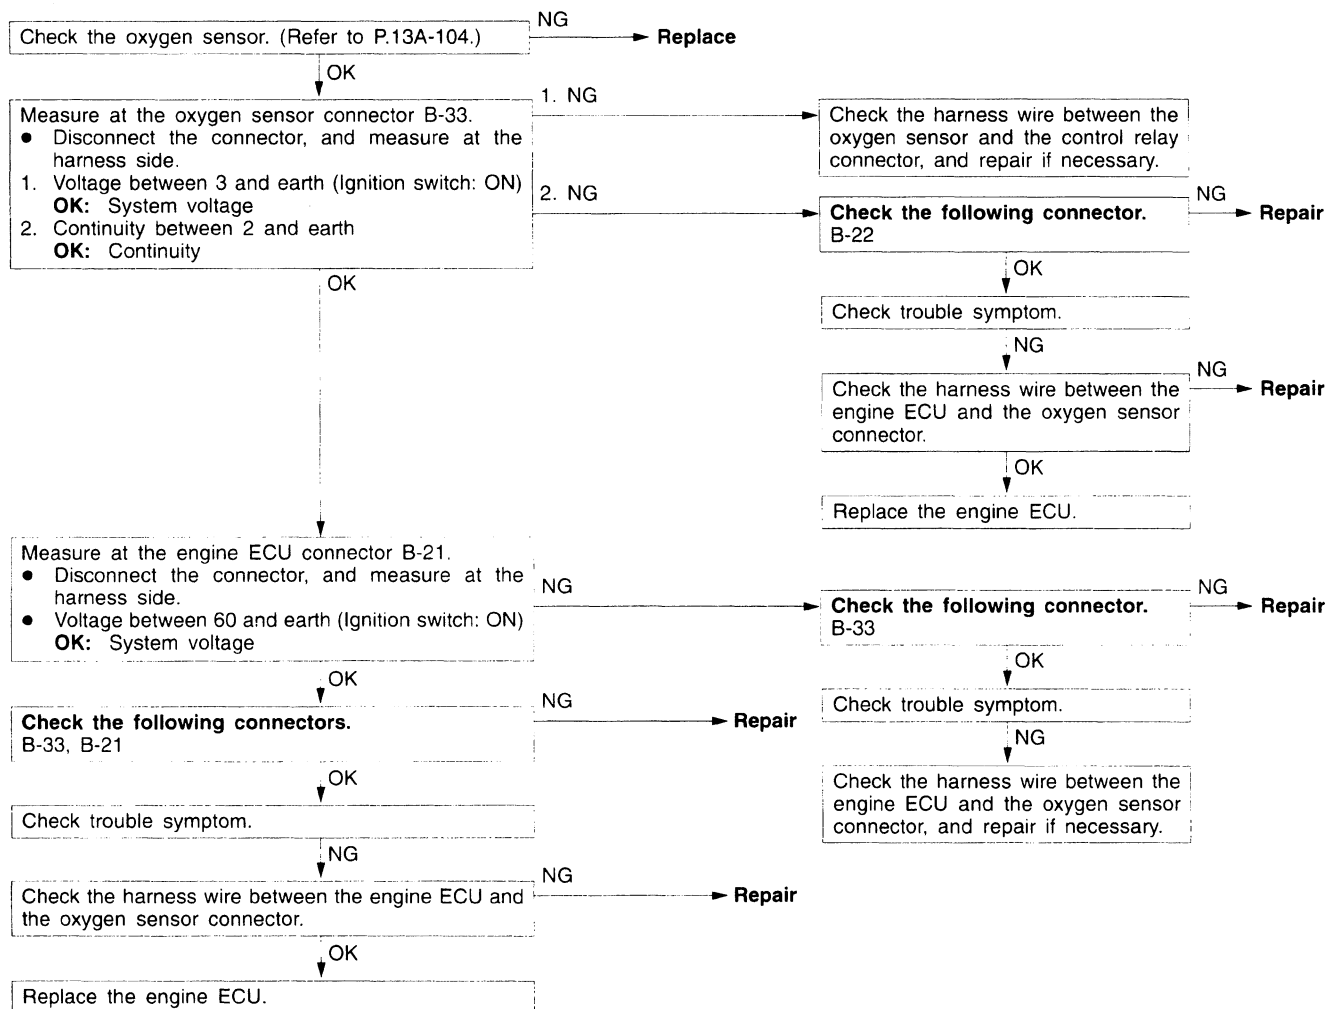 Check the oxygen sensor. (Refer to P.13A-104.)
NG
Replace
OK
Measure at the oxygen sensor connector B-33.
● Disconnect the connector, and measure at the
harness side.
1. Voltage between 3 and earth (Ignition switch: ON)
OK: System voltage
2. Continuity between 2 and earth
OK: Continuity
1. NG
Check the harness wire between the
oxygen sensor and the control relay
connector, and repair if necessary.
2. NG
Check the following connector.
B-22
NG
Repair
OK
Check trouble symptom.
NG
Check the harness wire between the
engine ECU and the oxygen sensor
connector.
NG
Repair
OK
Replace the engine ECU.
OK
Measure at the engine ECU connector B-21.
● Disconnect the connector, and measure at the
harness side.
● Voltage between 60 and earth (Ignition switch: ON)
OK: System voltage
NG
Check the following connector.
B-33
NG
Repair
OK
Check trouble symptom.
NG
Check the harness wire between the
engine ECU and the oxygen sensor
connector, and repair if necessary.
OK
Check the following connectors.
B-33, B-21
NG
Repair
OK
Check trouble symptom.
NG
Check the harness wire between the engine ECU and
the oxygen sensor connector.
NG
Repair
OK
Replace the engine ECU.